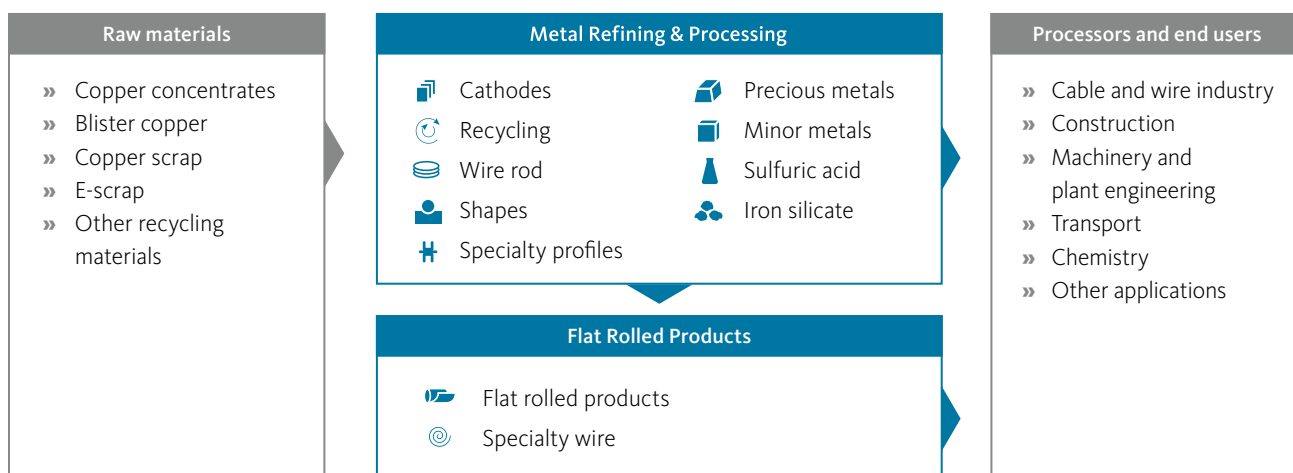 Raw materials
» Copper concentrates
» Blister copper
» Copper scrap
» E-scrap
» Other recycling
materials
Metal Refining & Processing
Cathodes
Recycling
Wire rod
Shapes
Specialty profiles
Precious metals
Minor metals
Sulfuric acid
Iron silicate
Flat Rolled Products
Flat rolled products
Specialty wire
Processors and end users
» Cable and wire industry
» Construction
» Machinery and
plant engineering
» Transport
» Chemistry
» Other applications